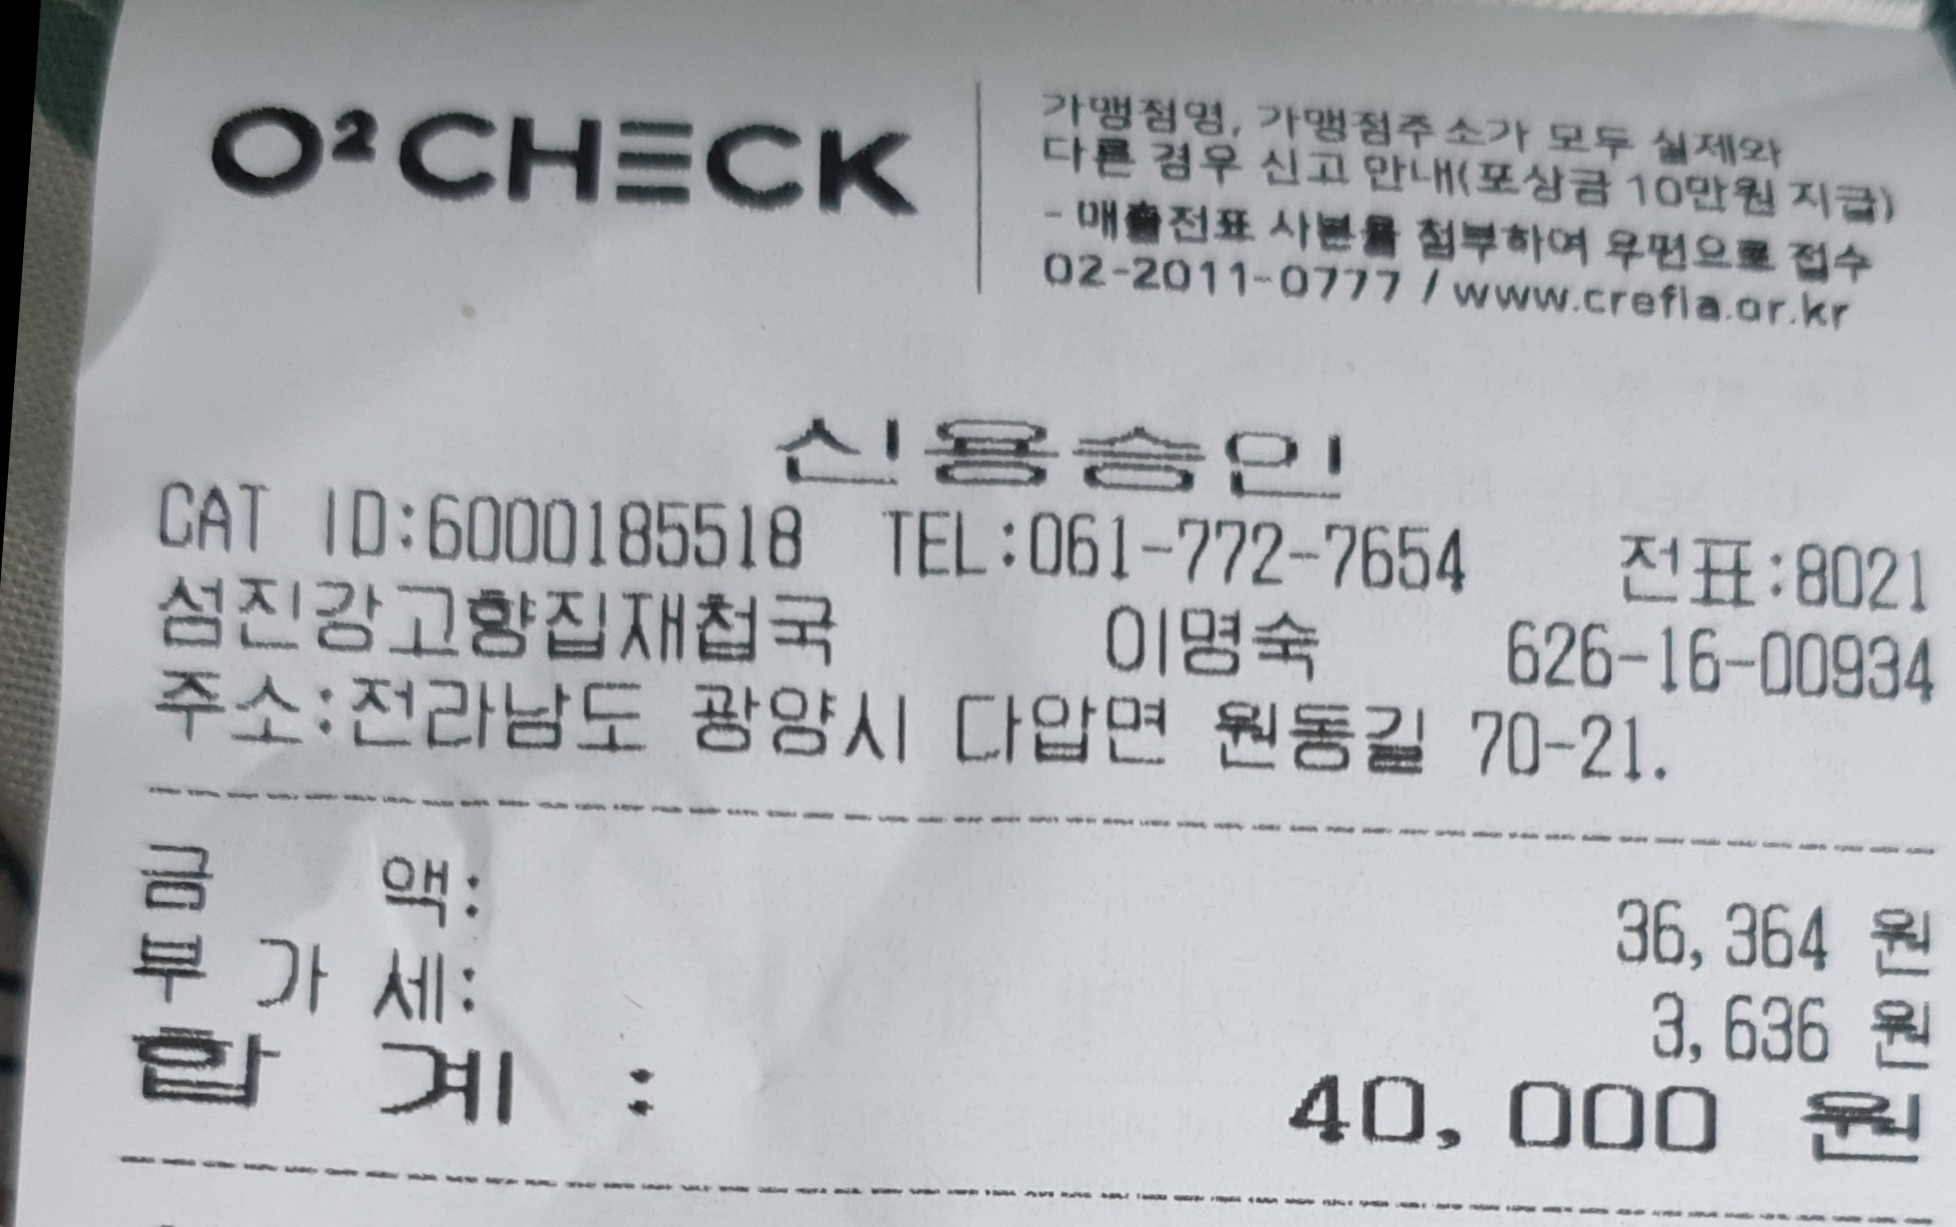 O²CHECK
가맹점명, 가맹점주소가 모두 실제와
다른 경우 신고 안내(포상금 10만원 지급)
- 매출전표 사본을 첨부하여 우편으로 접수
02-2011-0777 / www.crefia.or.kr
신용승인
CAT ID:6000185518 TEL:061-772-7654 전표:8021
섬진강고향집재첩국 이명숙 626-16-00934
주소:전라남도 광양시 다압면 원동길 70-21.
금 액: 36,364 원
부 가 세: 3,636 원
합 계 : 40,000 원